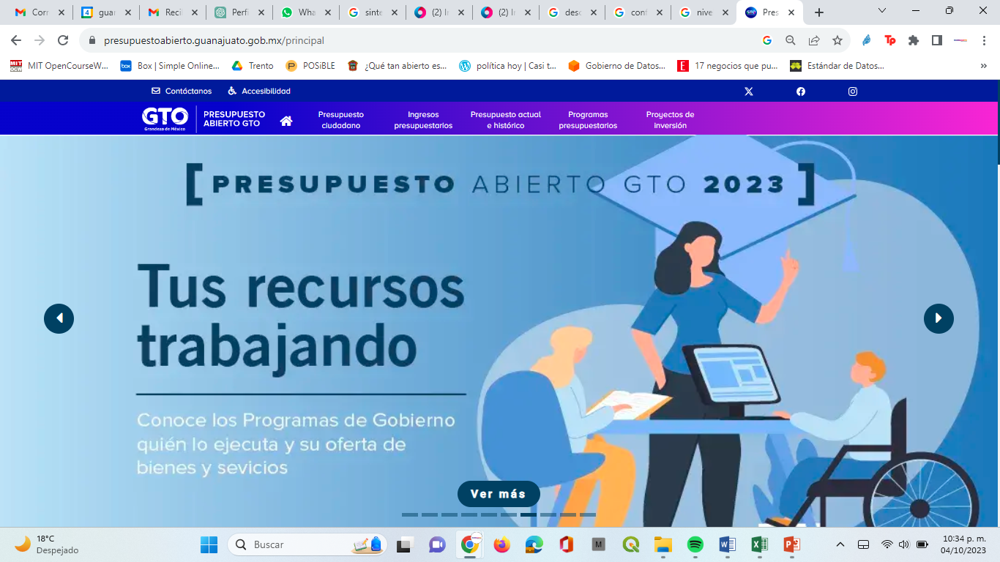 Corr
guar
Recil
Perfi
Wha
sinte
(2) Ir
(2) Ir
desc
conf
nive
Pres
presupuestoabierto.guanajuato.gob.mx/principal
MIT OpenCourseW...
Box | Simple Online...
Trento
POSiBLE
¿Qué tan abierto es...
política hoy | Casi t...
Gobierno de Datos...
17 negocios que pu...
Estándar de Datos...
»
Contáctanos
Accesibilidad
GTO
Grandeza de México
PRESUPUESTO
ABIERTO GTO
Presupuesto
ciudadano
Ingresos
presupuestarios
Presupuesto actual
e histórico
Programas
presupuestarios
Proyectos de
inversión
[PRESUPUESTO ABIERTO GTO 2023]
Tus recursos
trabajando
Conoce los Programas de Gobierno
quién lo ejecuta y su oferta de
bienes y sevicios
Ver más
18°C
Despejado
Buscar
10:34 p. m.
04/10/2023